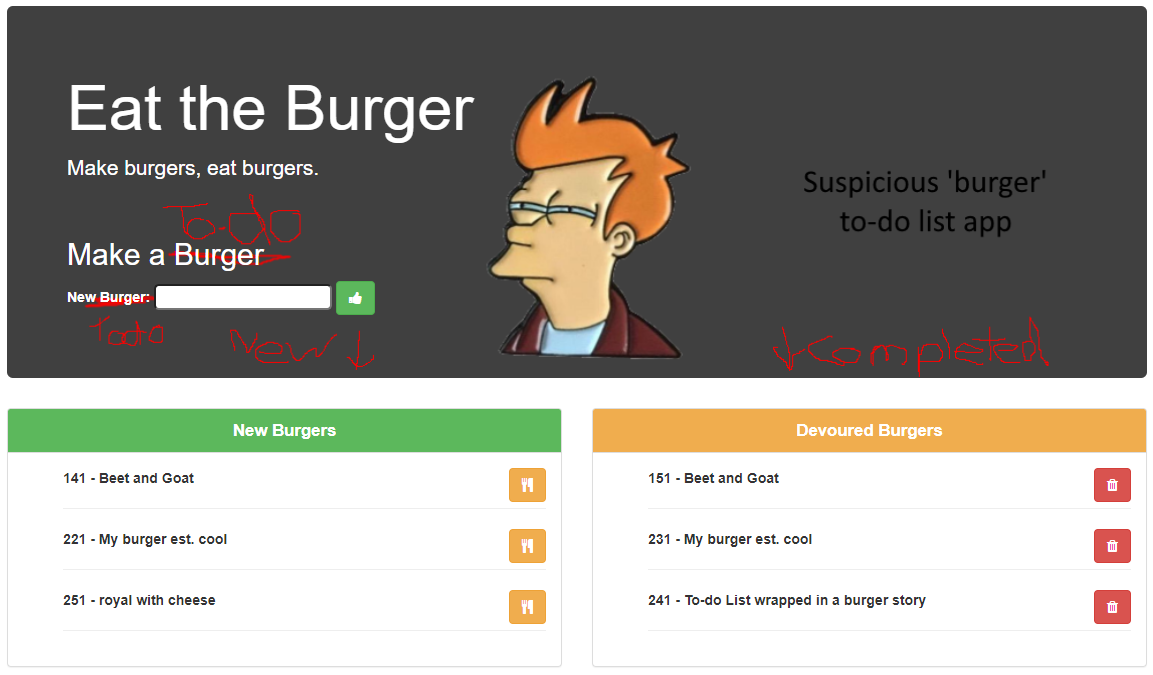 Eat the Burger
Make burgers, eat burgers.
To-do
Make a Burger
New Burger:
Todo
New
Suspicious 'burger'
to-do list app
Completed
New Burgers
141 - Beet and Goat
221 - My burger est. cool
251 - royal with cheese
Devoured Burgers
151 - Beet and Goat
231 - My burger est. cool
241 - To-do List wrapped in a burger story